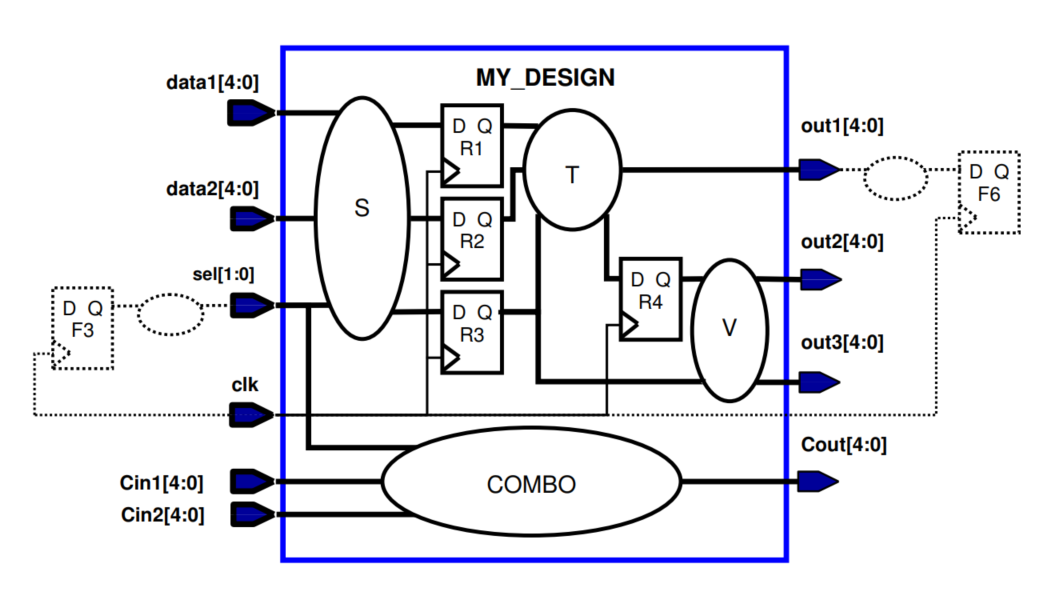 MY_DESIGN
data1[4:0]
data2[4:0]
sel[1:0]
clk
Cin1[4:0]
Cin2[4:0]
D Q
F3
S
D Q
R1
D Q
R2
D Q
R3
T
D Q
R4
V
COMBO
out1[4:0]
out2[4:0]
out3[4:0]
Cout[4:0]
D Q
F6